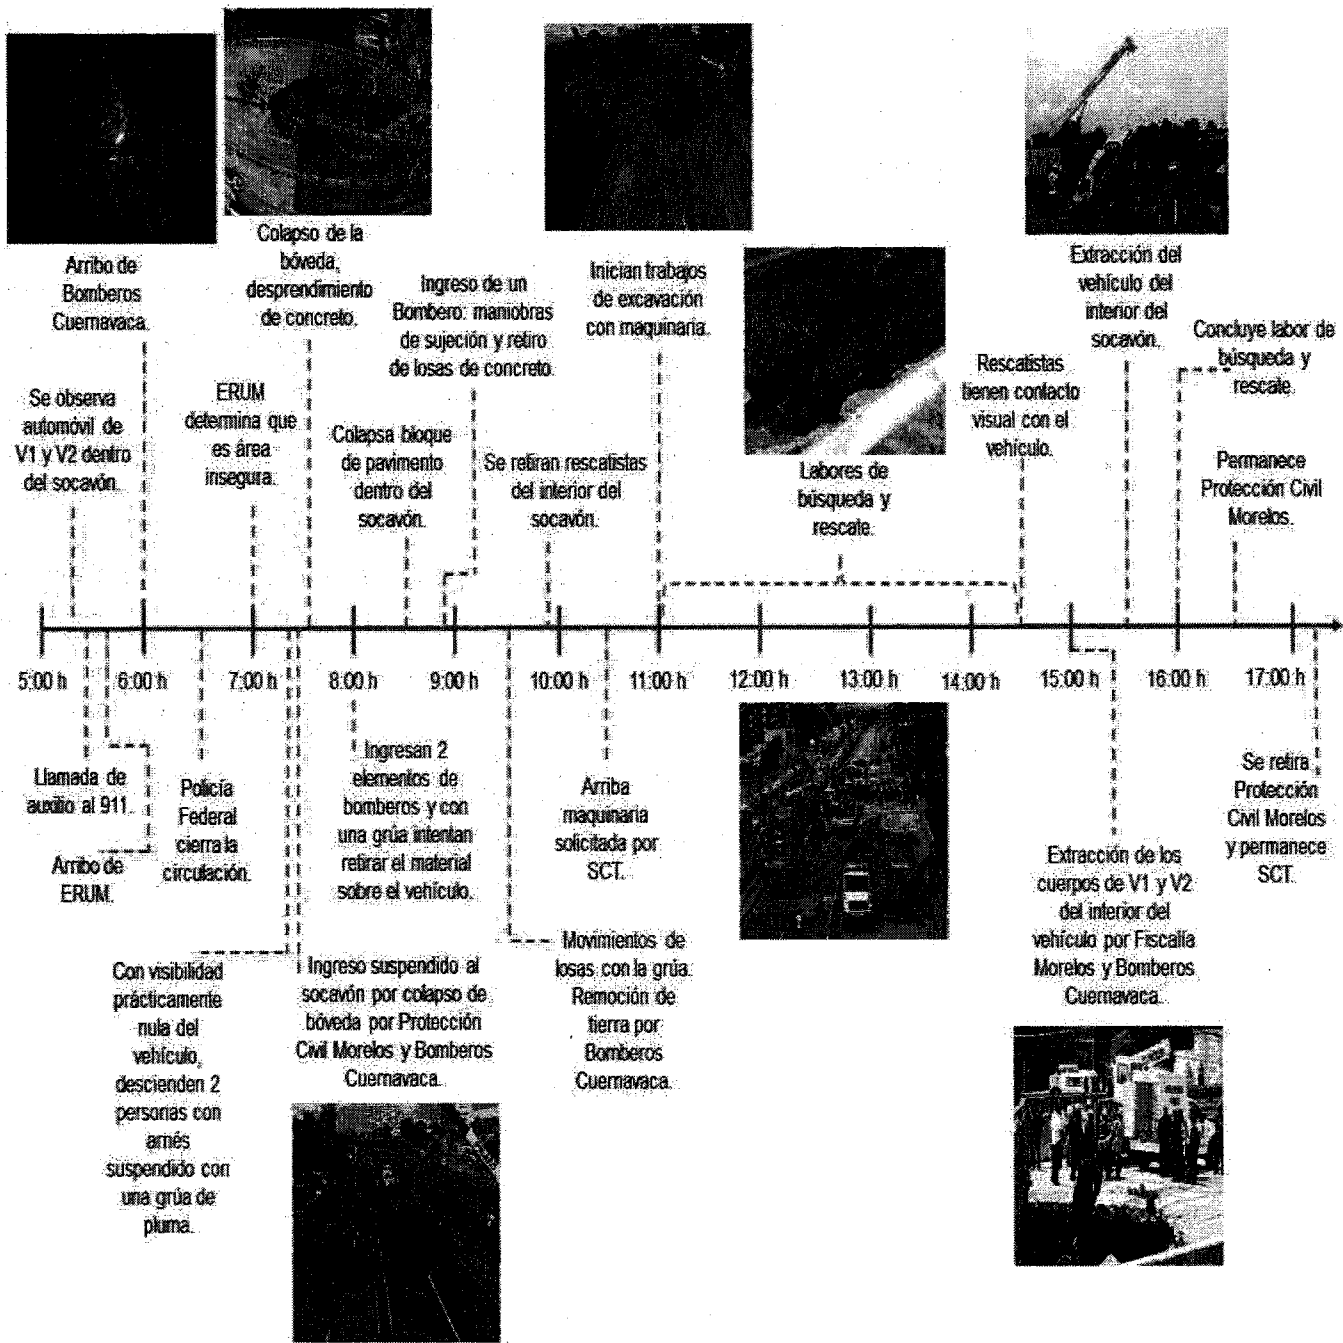 Arribo de
Bomberos
Cuernavaca.
Colapso de la
bóveda,
desprendimiento
de concreto.
Ingreso de un
Bombero: maniobras
de sujeción y retiro
de losas de concreto.
Inician trabajos
de excavación
con maquinaria.
Extracción del
vehículo del
interior del
socavón.
Concluye labor de
búsqueda y
rescate.
Se observa
automóvil de
V1 y V2 dentro
del socavón.
ERUM
determina que
es área
insegura.
Colapsa bloque
de pavimento
dentro del
socavón.
Se retiran rescatistas
del interior del
socavón.
Labores de
búsqueda y
rescate.
Rescatistas
tienen contacto
visual con el
vehículo.
Permanece
Protección Civil
Morelos.
5:00 h 6:00 h 7:00 h 8:00 h 9:00 h 10:00 h 11:00 h 12:00 h 13:00 h 14:00 h 15:00 h 16:00 h 17:00 h
Llamada de
auxilio al 911.
Arribo de
ERUM.
Policía
Federal
cierra la
circulación.
Con visibilidad
prácticamente
nula del
vehículo,
descienden 2
personas con
arnés
suspendido con
una grúa de
pluma.
Ingreso suspendido al
socavón por colapso de
bóveda por Protección
Civil Morelos y Bomberos
Cuernavaca.
Ingresan 2
elementos de
bomberos y con
una grúa intentan
retirar el material
sobre el vehículo.
Movimientos de
losas con la grúa.
Remoción de
tierra por
Bomberos
Cuernavaca.
Arriba
maquinaria
solicitada por
SCT.
Extracción de los
cuerpos de V1 y V2
del interior del
vehículo por Fiscalía
Morelos y Bomberos
Cuernavaca.
Se retira
Protección
Civil Morelos
y permanece
SCT.